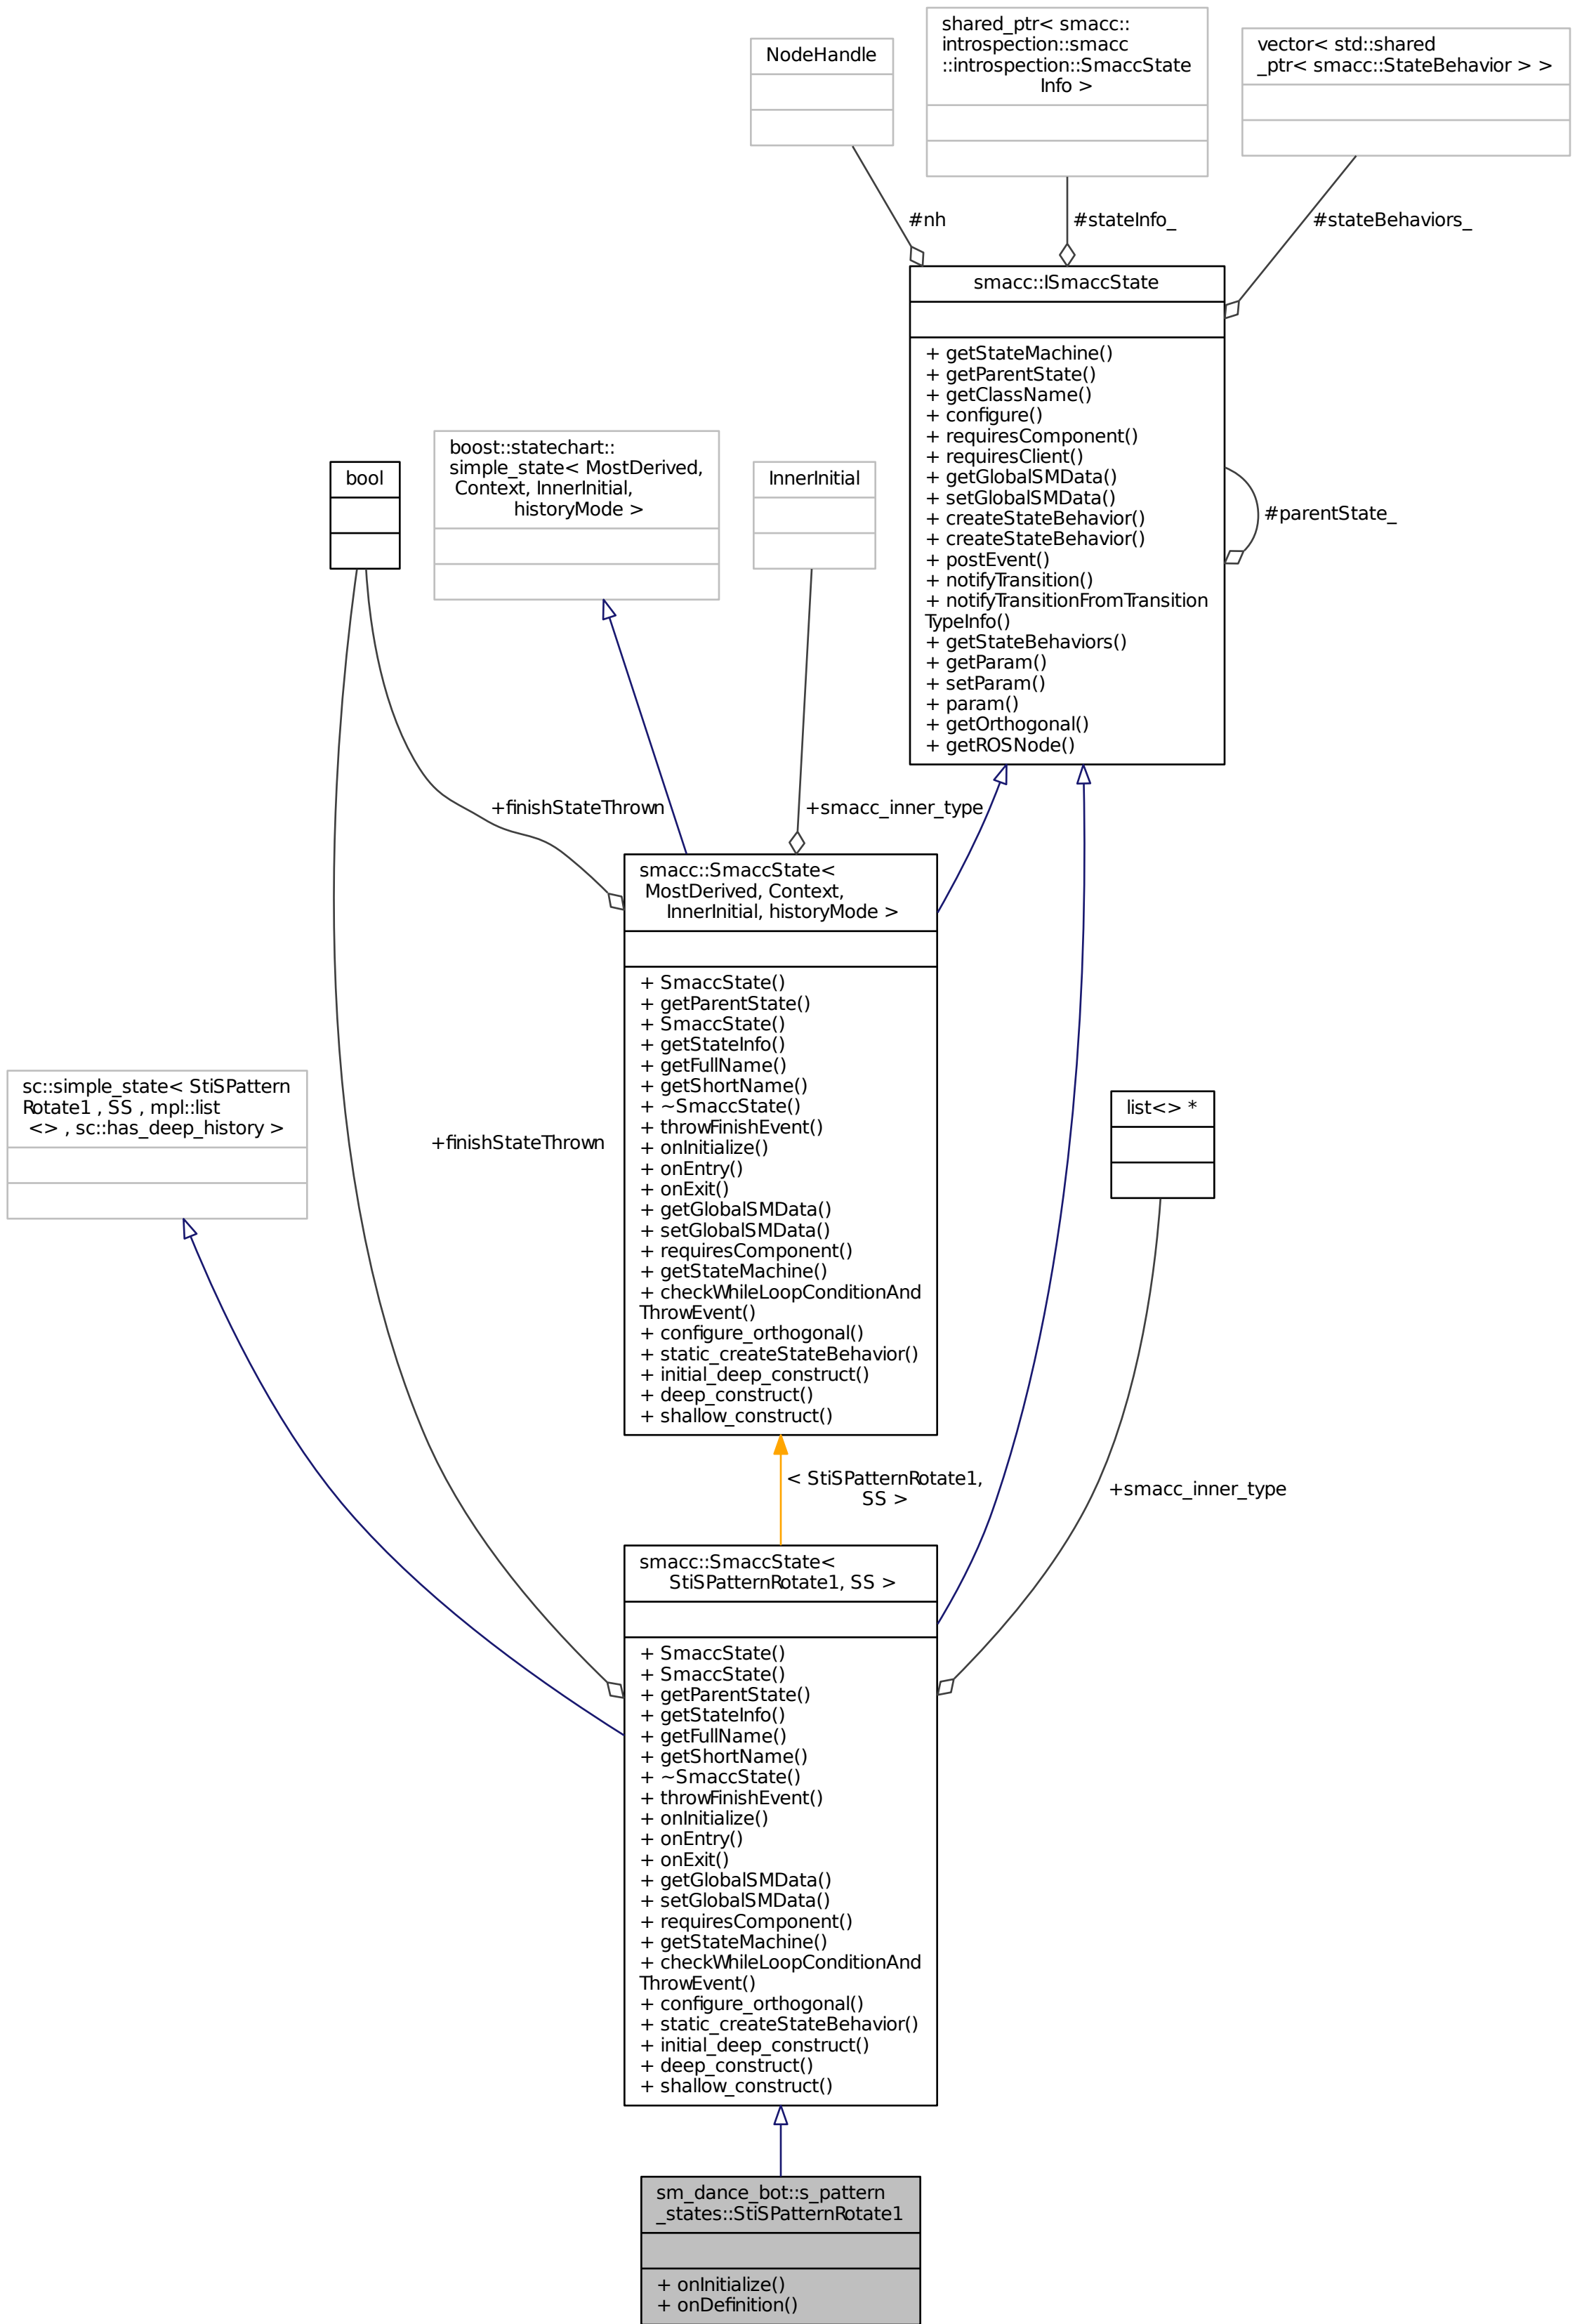 NodeHandle
shared_ptr< smacc::
introspection::smacc
::introspection::SmaccState
Info >
vector< std::shared
_ptr< smacc::StateBehavior > >
#nh
#stateInfo_
#stateBehaviors_
smacc::ISmaccState
+ getStateMachine()
+ getParentState()
+ getClassName()
+ configure()
+ requiresComponent()
+ requiresClient()
+ getGlobalSMData()
+ setGlobalSMData()
+ createStateBehavior()
+ createStateBehavior()
+ postEvent()
+ notifyTransition()
+ notifyTransitionFromTransition
TypeInfo()
+ getStateBehaviors()
+ getParam()
+ setParam()
+ param()
+ getOrthogonal()
+ getROSNode()
#parentState_
bool
boost::statechart::
simple_state< MostDerived,
Context, InnerInitial,
historyMode >
InnerInitial
+finishStateThrown
+smacc_inner_type
smacc::SmaccState<
MostDerived, Context,
InnerInitial, historyMode >
+ SmaccState()
+ getParentState()
+ SmaccState()
+ getStateInfo()
+ getFullName()
+ getShortName()
+ ~SmaccState()
+ throwFinishEvent()
+ onInitialize()
+ onEntry()
+ onExit()
+ getGlobalSMData()
+ setGlobalSMData()
+ requiresComponent()
+ getStateMachine()
+ checkWhileLoopConditionAnd
ThrowEvent()
+ configure_orthogonal()
+ static_createStateBehavior()
+ initial_deep_construct()
+ deep_construct()
+ shallow_construct()
sc::simple_state< StiSPattern
Rotate1 , SS , mpl::list
<> , sc::has_deep_history >
+finishStateThrown
list<> *
< StiSPatternRotate1,
SS >
+smacc_inner_type
smacc::SmaccState<
StiSPatternRotate1, SS >
+ SmaccState()
+ SmaccState()
+ getParentState()
+ getStateInfo()
+ getFullName()
+ getShortName()
+ ~SmaccState()
+ throwFinishEvent()
+ onInitialize()
+ onEntry()
+ onExit()
+ getGlobalSMData()
+ setGlobalSMData()
+ requiresComponent()
+ getStateMachine()
+ checkWhileLoopConditionAnd
ThrowEvent()
+ configure_orthogonal()
+ static_createStateBehavior()
+ initial_deep_construct()
+ deep_construct()
+ shallow_construct()
sm_dance_bot::s_pattern
_states::StiSPatternRotate1
+ onInitialize()
+ onDefinition()